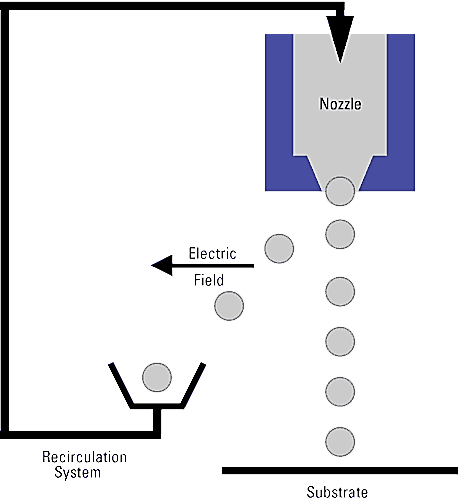 Nozzle
Electric
Field
Recirculation
System
Substrate